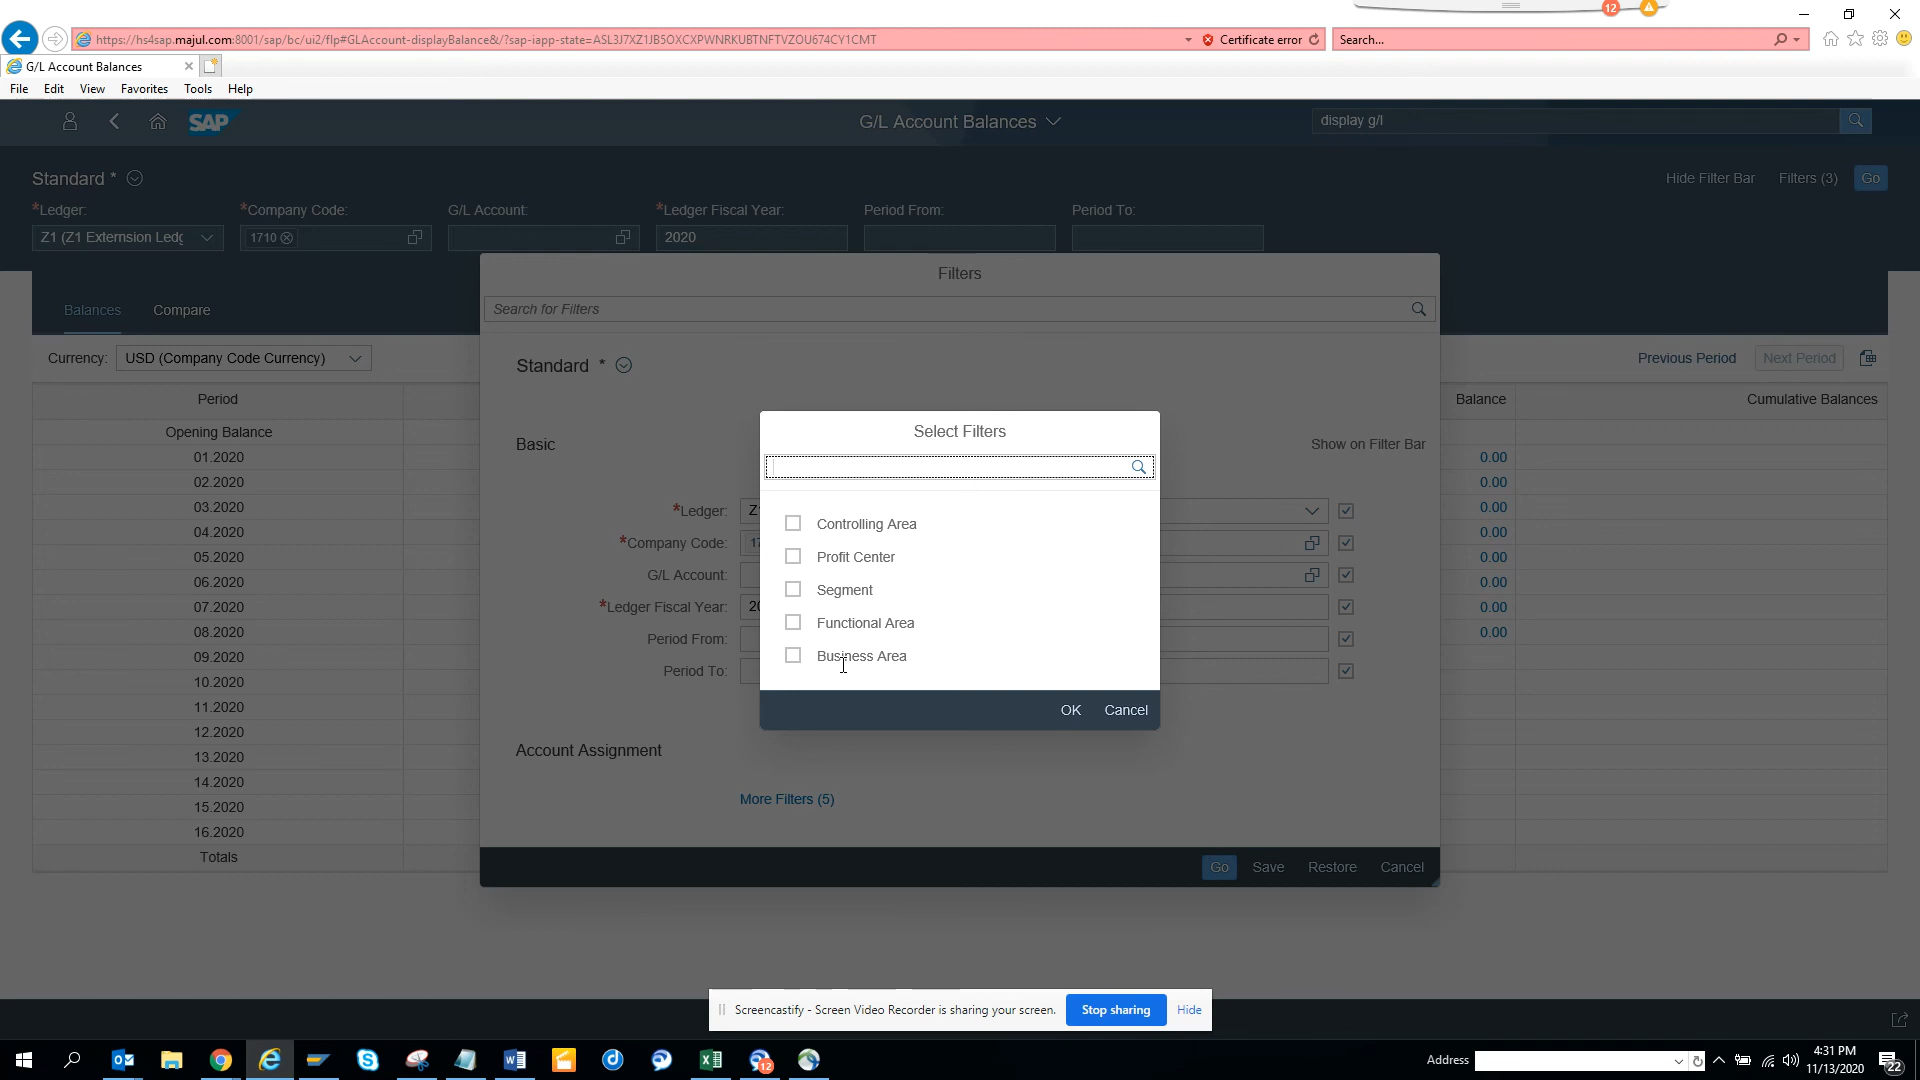 12
https://hs4sap.majul.com:8001/sap/bc/ui2/flp#GLAccount-displayBalance&/?sap-iapp-state=ASL3J7XZ1JB5OXCXPWNRKUBTNFTVZOU674CY1CMT
Certificate error
Search...
G/L Account Balances
File Edit View Favorites Tools Help
SAP
G/L Account Balances
display g/l
Standard *
Hide Filter Bar
Filters (3)
Go
*Ledger:
*Company Code:
G/L Account:
*Ledger Fiscal Year:
Period From:
Period To:
Z1 (Z1 Externsion Ledg
1710
2020
Filters
Search for Filters
Balances
Compare
Currency:
USD (Company Code Currency)
Previous Period
Next Period
Standard *
Period
Balance
Cumulative Balances
Opening Balance
01.2020 0.00
02.2020 0.00
03.2020 0.00
04.2020 0.00
05.2020 0.00
06.2020 0.00
07.2020 0.00
08.2020 0.00
09.2020
10.2020
11.2020
12.2020
13.2020
14.2020
15.2020
16.2020
Totals
Basic
Show on Filter Bar
*Ledger:
*Company Code:
G/L Account:
*Ledger Fiscal Year:
Period From:
Period To:
Account Assignment
More Filters (5)
Go
Save
Restore
Cancel
Select Filters
Controlling Area
Profit Center
Segment
Functional Area
Business Area
OK
Cancel
Screencastify - Screen Video Recorder is sharing your screen.
Stop sharing
Hide
12
Address
4:31 PM
11/13/2020
22